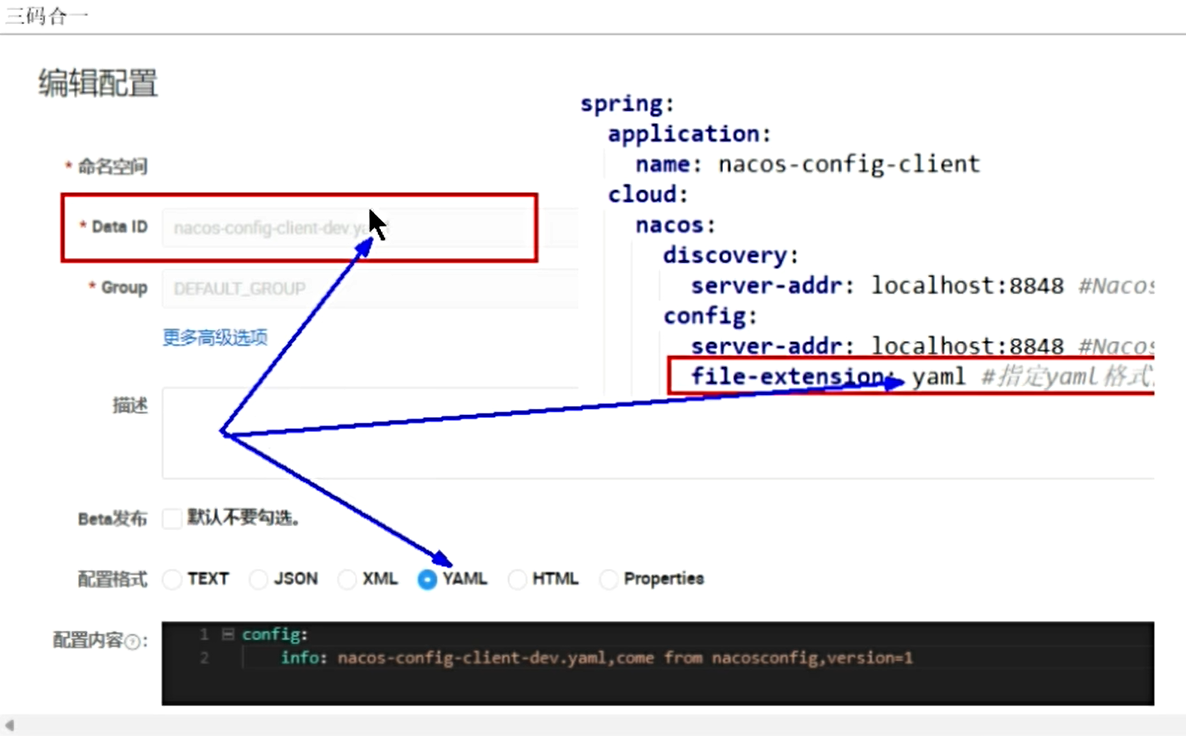 三码合一
编辑配置
* 命名空间
* Data ID nacos-config-client-dev.ya
* Group DEFAULT_GROUP
更多高级选项
描述
spring:
application:
name: nacos-config-client
cloud:
nacos:
discovery:
server-addr: localhost:8848 #Nacos
config:
server-addr: localhost:8848 #Nacos
file-extension: yaml #指定yaml格式
Beta发布 默认不要勾选。
配置格式 TEXT JSON XML YAML HTML Properties
配置内容?:
1 config:
2 info: nacos-config-client-dev.yaml,come from nacosconfig,version=1